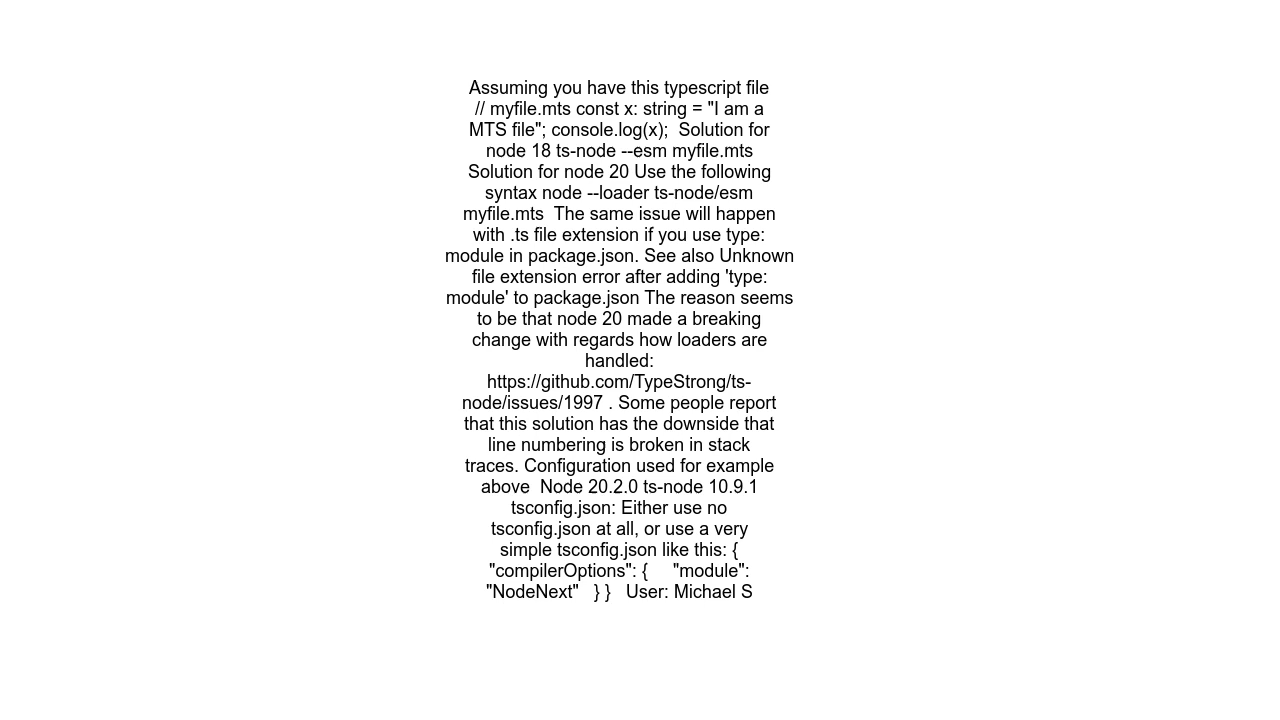 Assuming you have this typescript file
// myfile.mts const x: string = "I am a
MTS file"; console.log(x);  Solution for
node 18 ts-node --esm myfile.mts
Solution for node 20 Use the following
syntax node --loader ts-node/esm
myfile.mts  The same issue will happen
with .ts file extension if you use type:
module in package.json. See also Unknown
file extension error after adding 'type:
module' to package.json The reason seems
to be that node 20 made a breaking
change with regards how loaders are
handled:
https://github.com/TypeStrong/ts-
node/issues/1997 . Some people report
that this solution has the downside that
line numbering is broken in stack
traces. Configuration used for example
above  Node 20.2.0 ts-node 10.9.1
tsconfig.json: Either use no
tsconfig.json at all, or use a very
simple tsconfig.json like this: {
"compilerOptions": {     "module":
"NodeNext"   } }   User: Michael S